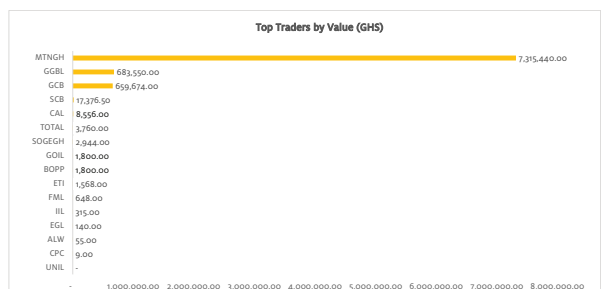 Top Traders by Value (GHS)
MTNGH 7,315,440.00
GGBL 683,550.00
GCB 659,674.00
SCB 17,376.50
CAL 8,556.00
TOTAL 3,760.00
SOGEGH 2,944.00
GOIL 1,800.00
BOPP 1,800.00
ETI 1,568.00
FML 648.00
IIL 315.00
EGL 140.00
ALW 55.00
CPC 9.00
UNIL -
- 1,000,000.00 2,000,000.00 3,000,000.00 4,000,000.00 5,000,000.00 6,000,000.00 7,000,000.00 8,000,000.00